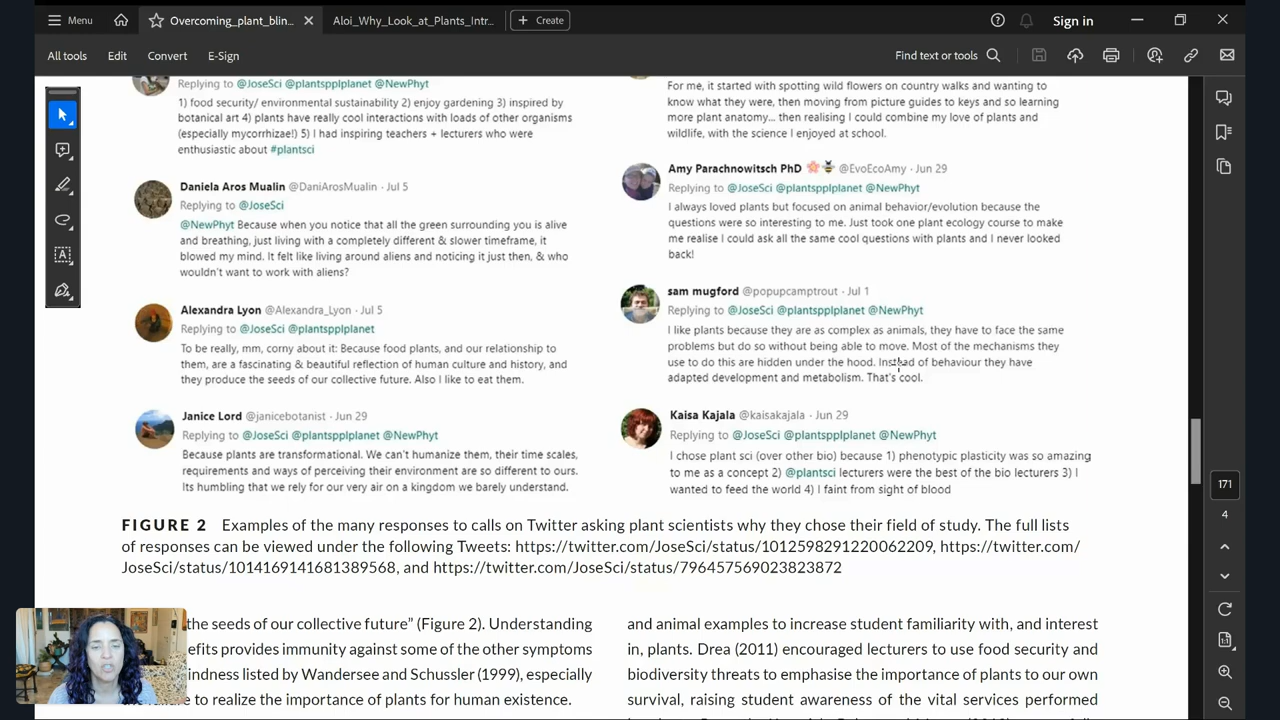 Menu
Overcoming_plant_blin...
Aloi_Why_Look_at_Plants_Intr...
Create
Sign in
All tools
Edit
Convert
E-Sign
Find text or tools
Replying to @JoseSci @plantspplplanet @NewPhyt
1) food security/ environmental sustainability 2) enjoy gardening 3) inspired by
botanical art 4) plants have really cool interactions with loads of other organisms
(especially mycorrhizae!) 5) I had inspiring teachers + lecturers who were
enthusiastic about #plantsci
Daniela Aros Mualin @DaniArosMualin · Jul 5
Replying to @JoseSci
@NewPhyt Because when you notice that all the green surrounding you is alive
and breathing, just living with a completely different & slower timeframe, it
blowed my mind. It felt like living around aliens and noticing it just then, & who
wouldn't want to work with aliens?
Alexandra Lyon @Alexandra_Lyon · Jul 5
Replying to @JoseSci @plantspplplanet
To be really, mm, corny about it: Because food plants, and our relationship to
them, are a fascinating & beautiful reflection of human culture and history, and
they produce the seeds of our collective future. Also I like to eat them.
Janice Lord @janicebotanist · Jun 29
Replying to @JoseSci @plantspplplanet @NewPhyt
Because plants are transformational. We can't humanize them, their time scales,
requirements and ways of perceiving their environment are so different to ours.
Its humbling that we rely for our very air on a kingdom we barely understand.
For me, it started with spotting wild flowers on country walks and wanting to
know what they were, then moving from picture guides to keys and so learning
more plant anatomy... then realising I could combine my love of plants and
wildlife, with the science I enjoyed at school.
Amy Parachnowitsch PhD 🌸 🐝 @EvoEcoAmy · Jun 29
Replying to @JoseSci @plantspplplanet @NewPhyt
I always loved plants but focused on animal behavior/evolution because the
questions were so interesting to me. Just took one plant ecology course to make
me realise I could ask all the same cool questions with plants and I never looked
back!
sam mugford @popupcamptrout · Jul 1
Replying to @JoseSci @plantspplplanet @NewPhyt
I like plants because they are as complex as animals, they have to face the same
problems but do so without being able to move. Most of the mechanisms they
use to do this are hidden under the hood. Instead of behaviour they have
adapted development and metabolism. That's cool.
Kaisa Kajala @kaisakajala · Jun 29
Replying to @JoseSci @plantspplplanet @NewPhyt
I chose plant sci (over other bio) because 1) phenotypic plasticity was so amazing
to me as a concept 2) @plantsci lecturers were the best of the bio lecturers 3) I
wanted to feed the world 4) I faint from sight of blood
FIGURE 2 Examples of the many responses to calls on Twitter asking plant scientists why they chose their field of study. The full lists
of responses can be viewed under the following Tweets: https://twitter.com/JoseSci/status/1012598291220062209, https://twitter.com/
JoseSci/status/1014169141681389568, and https://twitter.com/JoseSci/status/796457569023823872
the seeds of our collective future” (Figure 2). Understanding
efits provides immunity against some of the other symptoms
indness listed by Wandersee and Schussler (1999), especially
to realize the importance of plants for human existence.
and animal examples to increase student familiarity with, and interest
in, plants. Drea (2011) encouraged lecturers to use food security and
biodiversity threats to emphasise the importance of plants to our own
survival, raising student awareness of the vital services performed
171
4